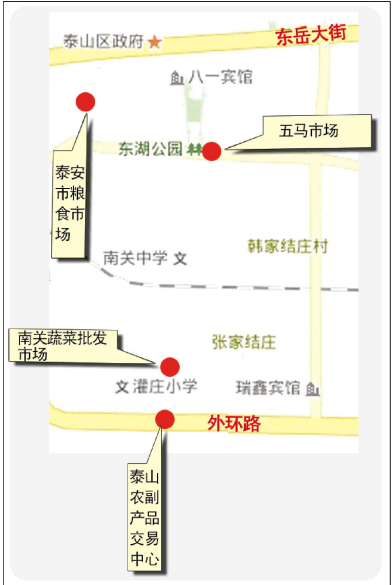 东岳大街
泰山区政府
八一宾馆
五马市场
东湖公园
泰安
市粮
食市
场
韩家结庄村
南关中学 文
南关蔬菜批发
市场
张家结庄
文 灌庄小学
瑞鑫宾馆
外环路
泰山
农副
产品
交易
中心